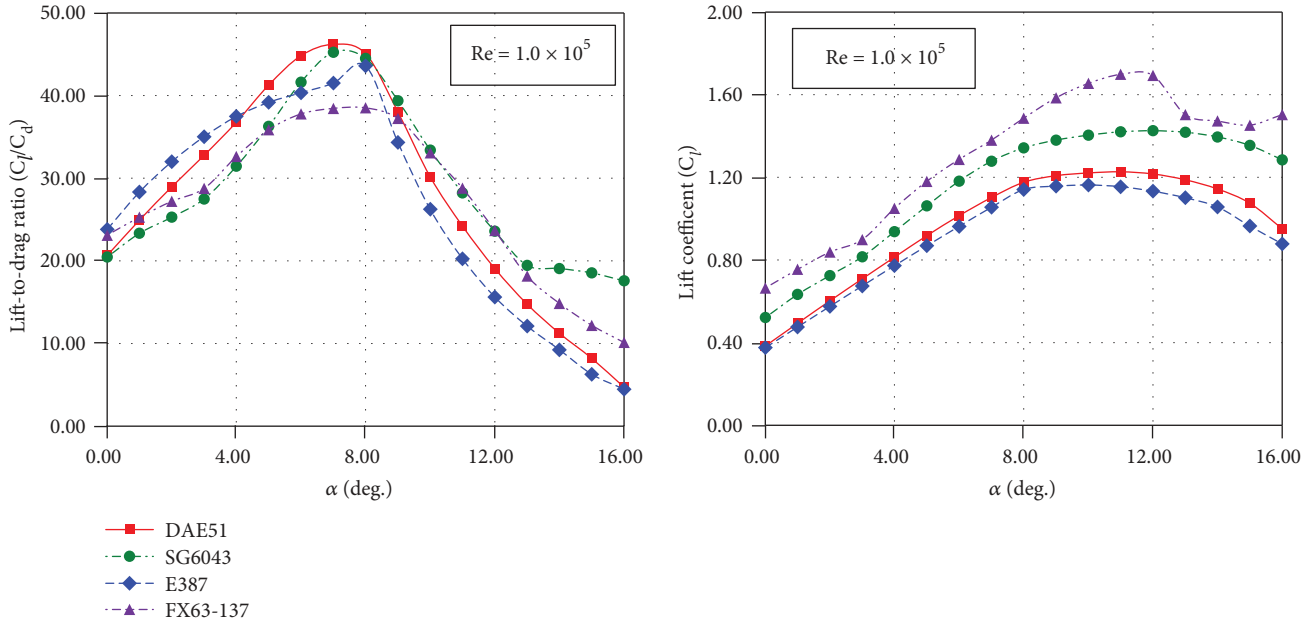 50.00
40.00
30.00
20.00
10.00
0.00
Lift-to-drag ratio (C_l/C_d)
Re = 1.0 × 10^5
0.00 4.00 8.00 12.00 16.00
α (deg.)
DAE51
SG6043
E387
FX63-137
2.00
1.60
1.20
0.80
0.40
0.00
Lift coefficent (C_l)
Re = 1.0 × 10^5
0.00 4.00 8.00 12.00 16.00
α (deg.)